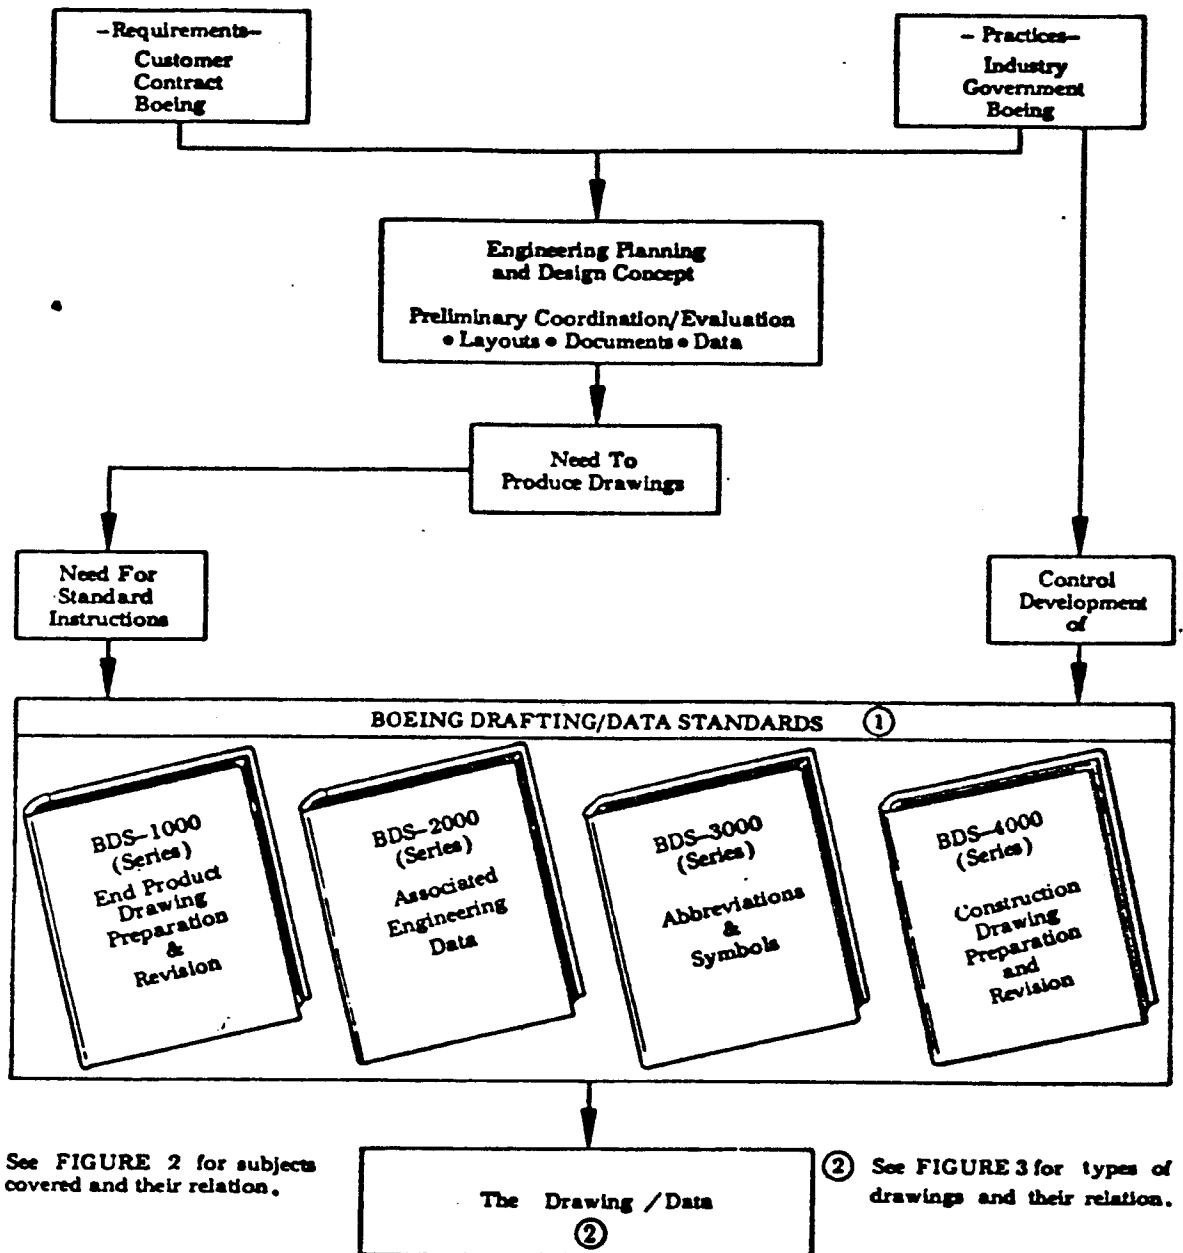 -Requirements-
Customer
Contract
Boeing
- Practices-
Industry
Government
Boeing
Engineering Planning
and Design Concept
Preliminary Coordination/Evaluation
• Layouts • Documents • Data
Need To
Produce Drawings
Need For
Standard
Instructions
Control
Development
of
BOEING DRAFTING/DATA STANDARDS ①
BDS-1000
(Series)
End Product
Drawing
Preparation
&
Revision
BDS-2000
(Series)
Associated
Engineering
Data
BDS-3000
(Series)
Abbreviations
&
Symbols
BDS-4000
(Series)
Construction
Drawing
Preparation
and
Revision
See FIGURE 2 for subjects
covered and their relation.
The Drawing / Data
②
② See FIGURE 3 for types of
drawings and their relation.